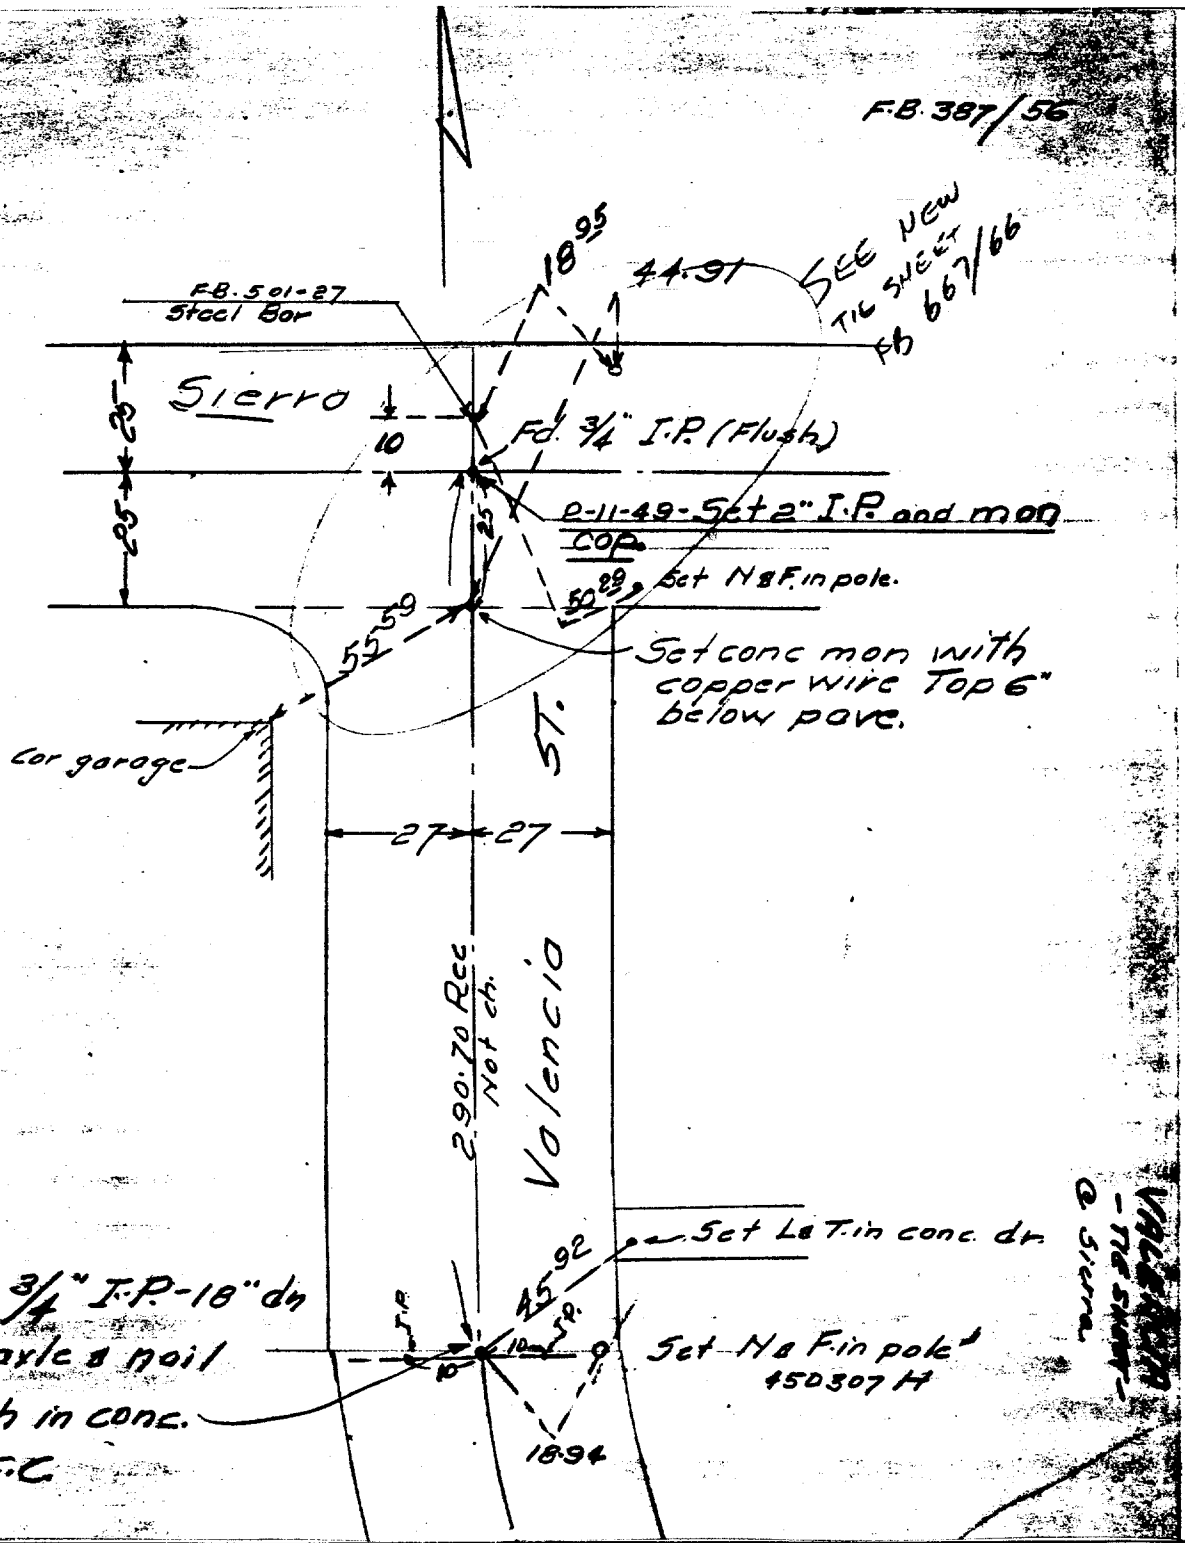 F.B. 387/56
SEE NEW
TIE SHEET
FB 667/66
18 95
44.91
F.B. 501-27
Steel Bar
Sierra
25
10
Fd. 3/4" I.P. (Flush)
25
25
2-11-49-Set 2" I.P. and mon
cap.
50 29
Set N&F. in pole.
55 59
Set conc mon with
copper wire Top 6"
below pave.
ST.
Cor garage
27
27
290.70 Rec
Not ch.
Valencia
VALENCIA
- TIE SHEET -
@ Sierra
Set L&T. in conc. dr.
45 92
3/4" I.P.-18" dn
axle & nail
h in conc.
F.C.
S.P.
10
10
S.P.
Set N&F. in pole #
450307 H
18.94